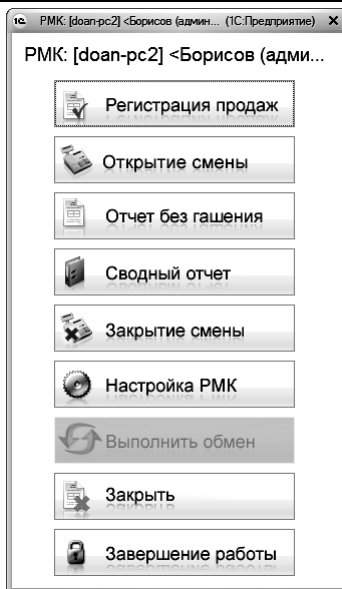 1С РМК: [doan-pc2] <Борисов (админ... (1С:Предприятие) X
РМК: [doan-pc2] <Борисов (адми...
Регистрация продаж
Открытие смены
Отчет без гашения
Сводный отчет
Закрытие смены
Настройка РМК
Выполнить обмен
Закрыть
Завершение работы